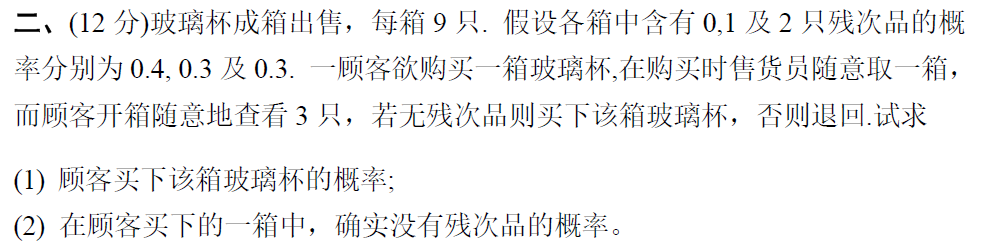 二、(12 分)玻璃杯成箱出售，每箱 9 只. 假设各箱中含有 0,1 及 2 只残次品的概
率分别为 0.4, 0.3 及 0.3. 一顾客欲购买一箱玻璃杯,在购买时售货员随意取一箱，
而顾客开箱随意地查看 3 只，若无残次品则买下该箱玻璃杯，否则退回.试求
(1) 顾客买下该箱玻璃杯的概率;
(2) 在顾客买下的一箱中，确实没有残次品的概率。